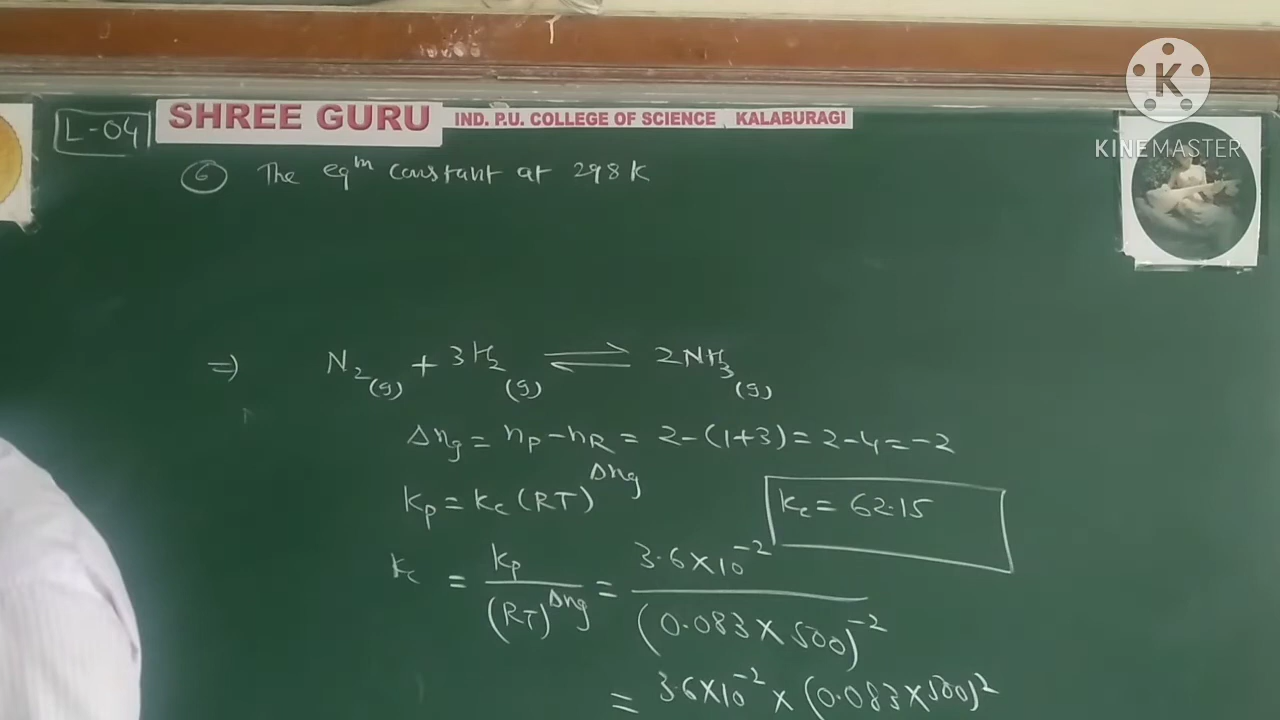 L-04
SHREE GURU IND. P.U. COLLEGE OF SCIENCE, KALABURAGI
K
KINEMASTER
6 The eqm constant at 298K
=) N2(g) + 3H2(g) ⇌ 2NH3(g)
Δng = nP-nR = 2-(1+3) = 2-4 = -2
kp = kc (RT)^Δng
kc = 62.15
kc = kp/(RT)^Δng = 3.6×10^-2/(0.083×500)^-2
= 3.6×10^-2 × (0.083×500)^2